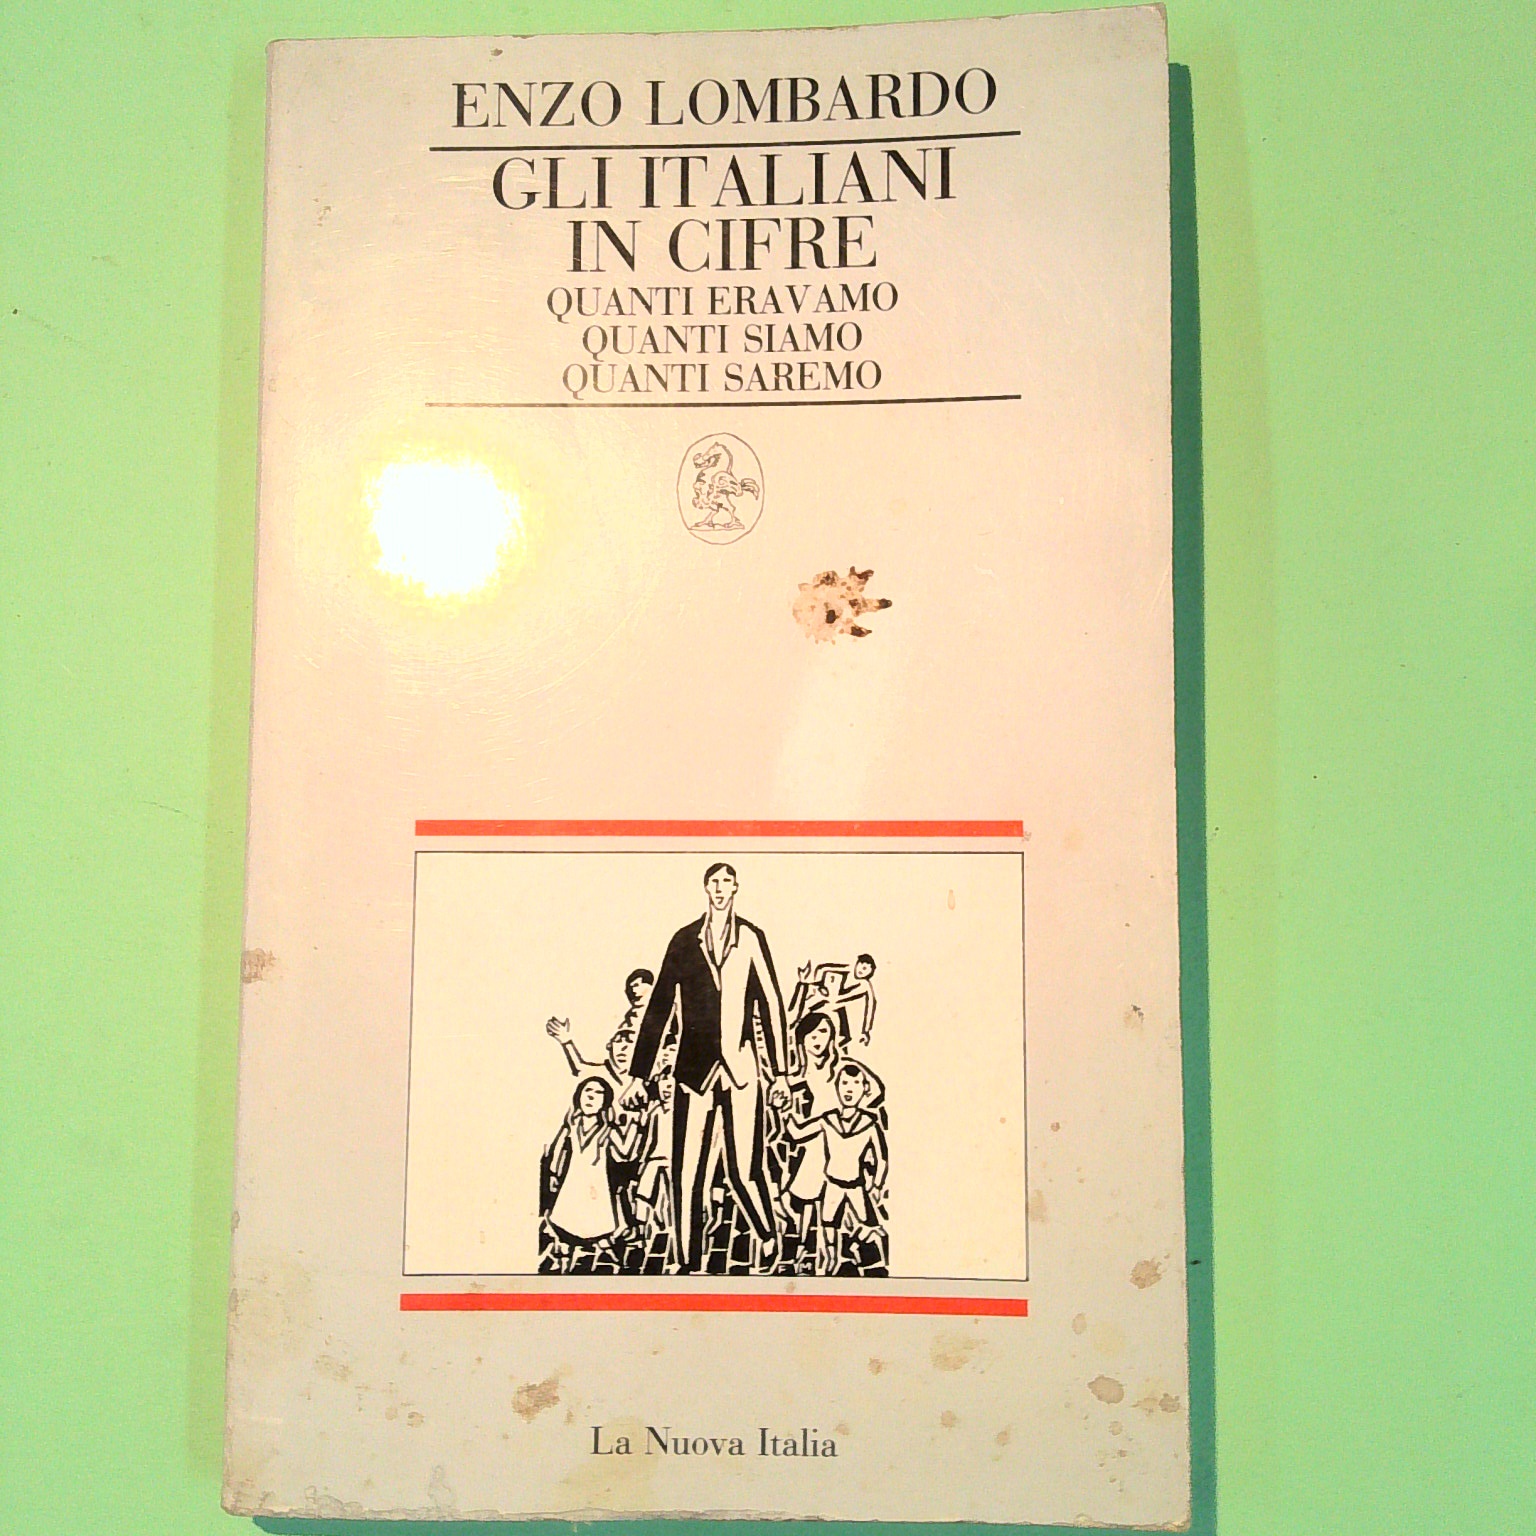 ENZO LOMBARDO
GLI ITALIANI
IN CIFRE
QUANTI ERAVAMO
QUANTI SIAMO
QUANTI SAREMO
La Nuova Italia